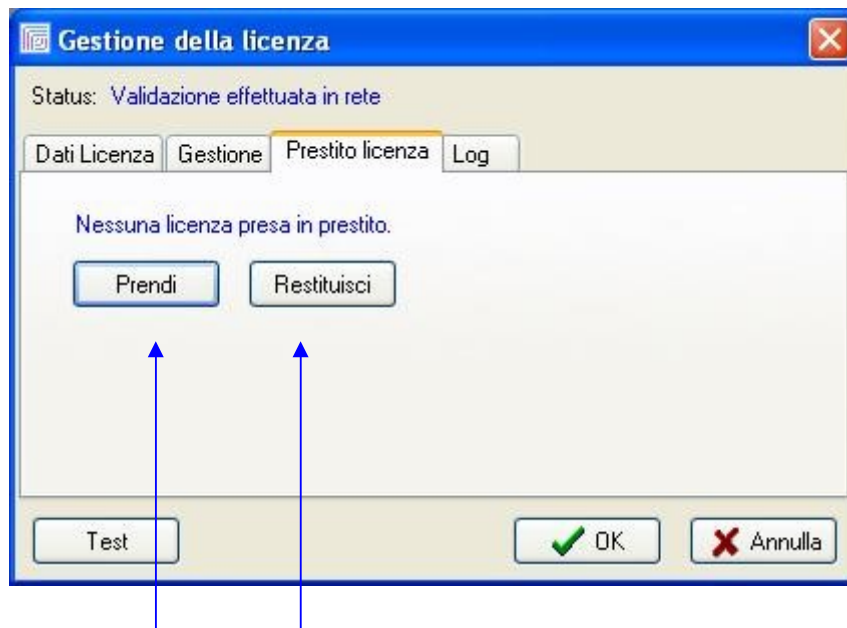 Gestione della licenza
Status: Validazione effettuata in rete
Dati Licenza Gestione Prestito licenza Log
Nessuna licenza presa in prestito.
Prendi Restituisci
Test OK Annulla